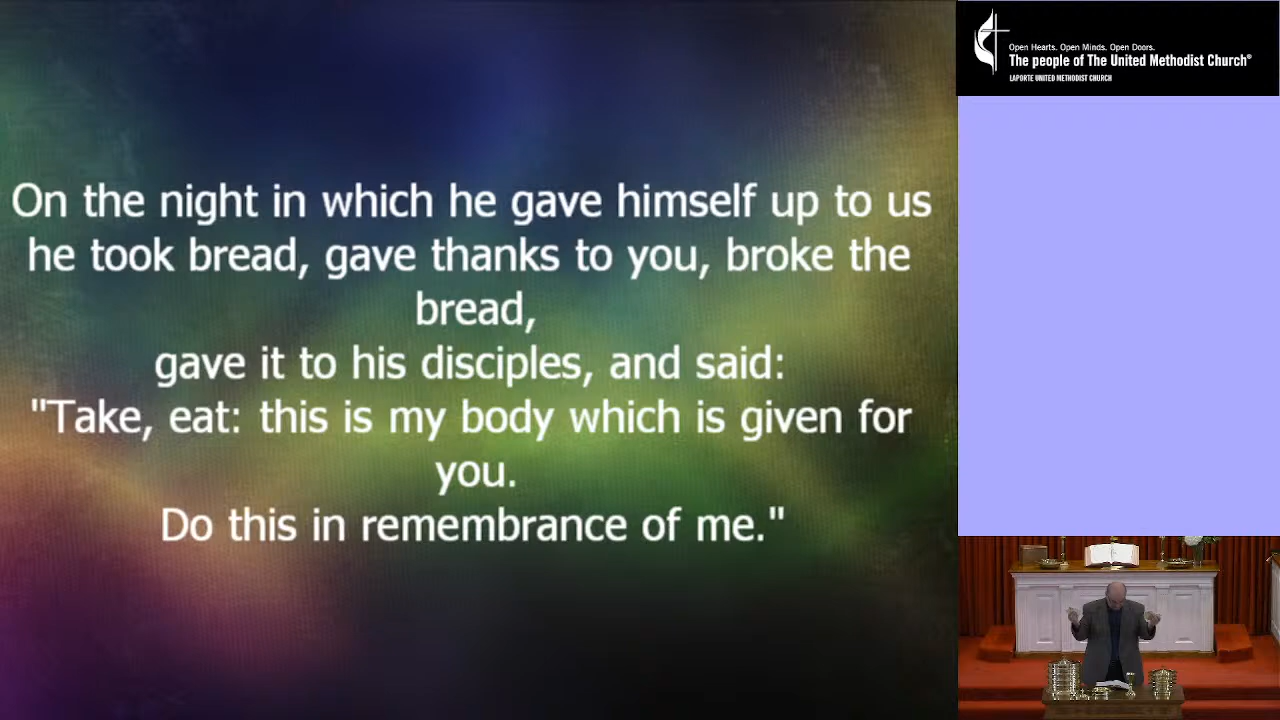 On the night in which he gave himself up to us
he took bread, gave thanks to you, broke the
bread,
gave it to his disciples, and said:
"Take, eat: this is my body which is given for
you.
Do this in remembrance of me."
Open Hearts. Open Minds. Open Doors.
The people of The United Methodist Church®
LAPORTE UNITED METHODIST CHURCH